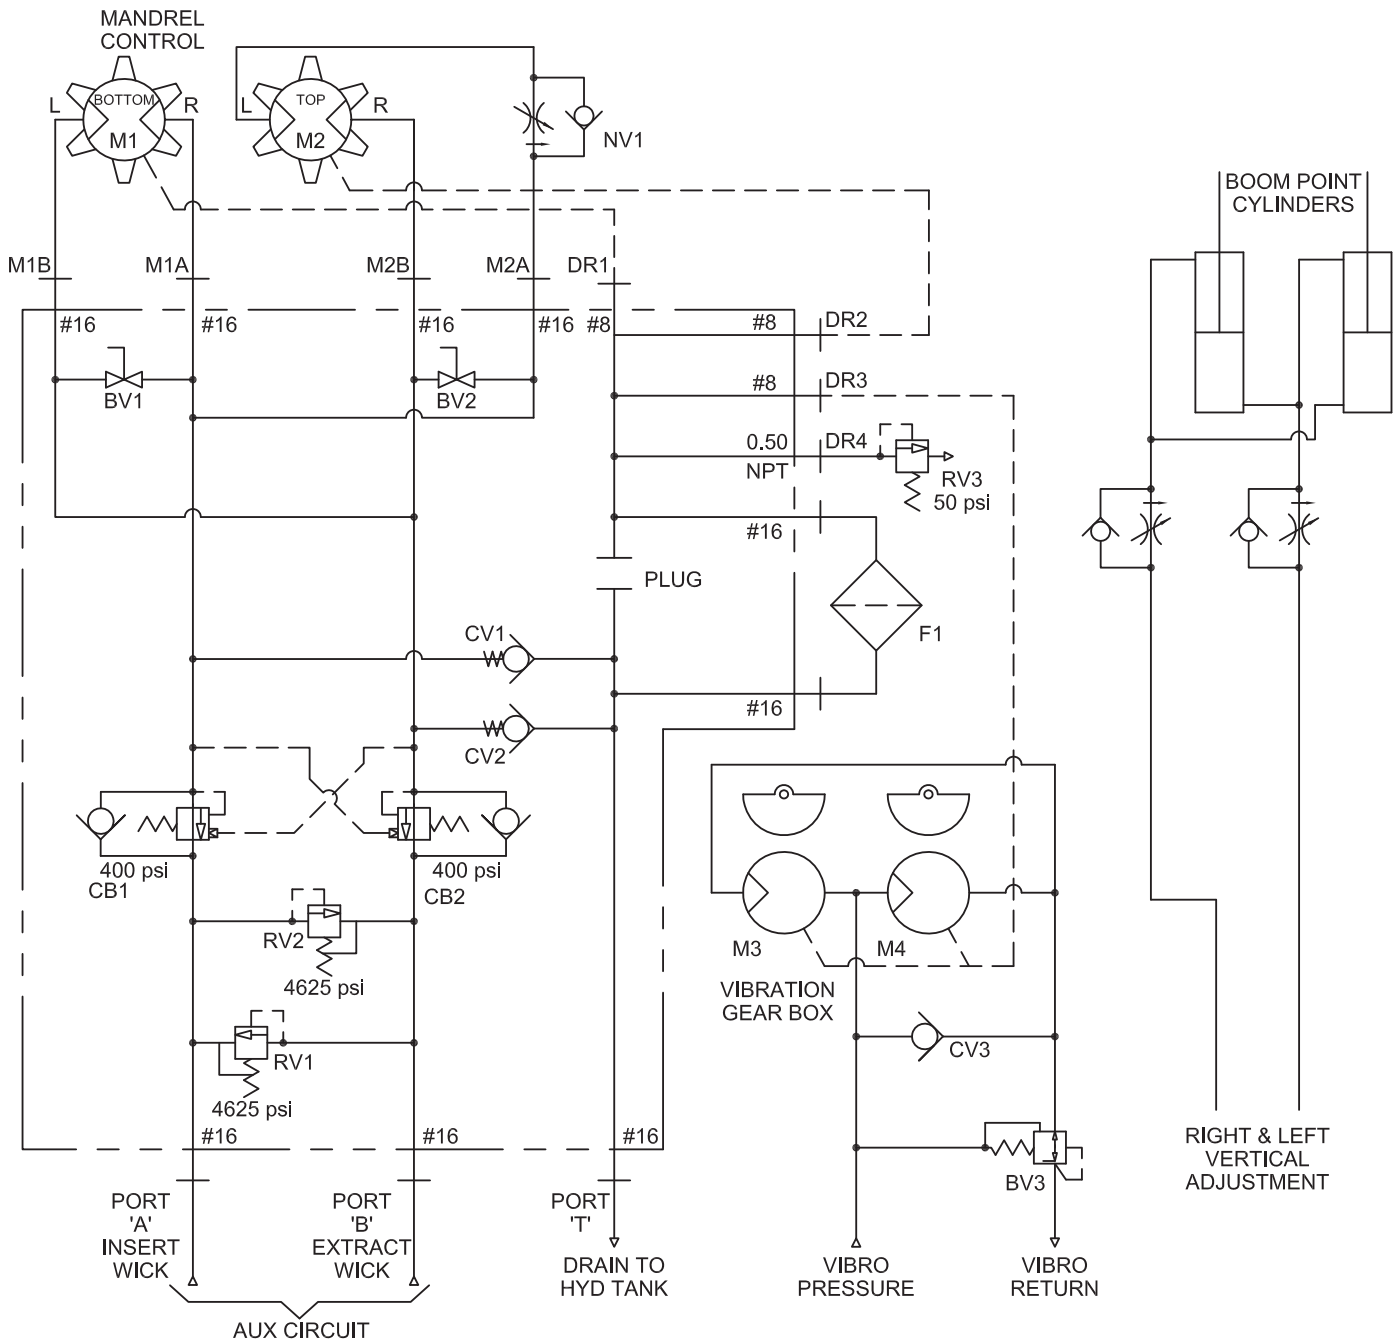 MANDREL
CONTROL
L
BOTTOM
R
M1
L
TOP
R
M2
NV1
BOOM POINT
CYLINDERS
M1B
M1A
M2B
M2A
DR1
#16
#16
#16
#16
#8
#8
DR2
BV1
BV2
#8
DR3
0.50
NPT
DR4
RV3
50 psi
#16
PLUG
F1
CV1
#16
CV2
400 psi
CB1
400 psi
CB2
RV2
4625 psi
M3
M4
VIBRATION
GEAR BOX
RV1
4625 psi
CV3
#16
#16
#16
BV3
RIGHT & LEFT
VERTICAL
ADJUSTMENT
PORT
'A'
INSERT
WICK
PORT
'B'
EXTRACT
WICK
PORT
'T'
DRAIN TO
HYD TANK
VIBRO
PRESSURE
VIBRO
RETURN
AUX CIRCUIT